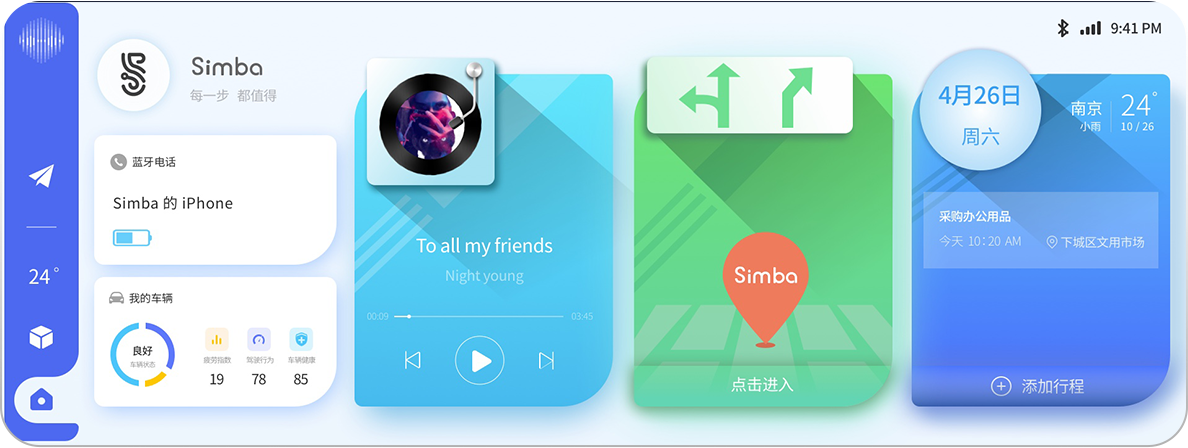 9:41 PM
Simba
每一步 都值得
蓝牙电话
Simba 的 iPhone
24°
我的车辆
良好
车辆状态
疲劳指数
驾驶行为
车辆健康
19
78
85
To all my friends
Night young
00:09
03:45
Simba
点击进入
4月26日
周六
南京
小雨
24°
10 / 26
采购办公用品
今天 10:20 AM
下城区文用市场
添加行程